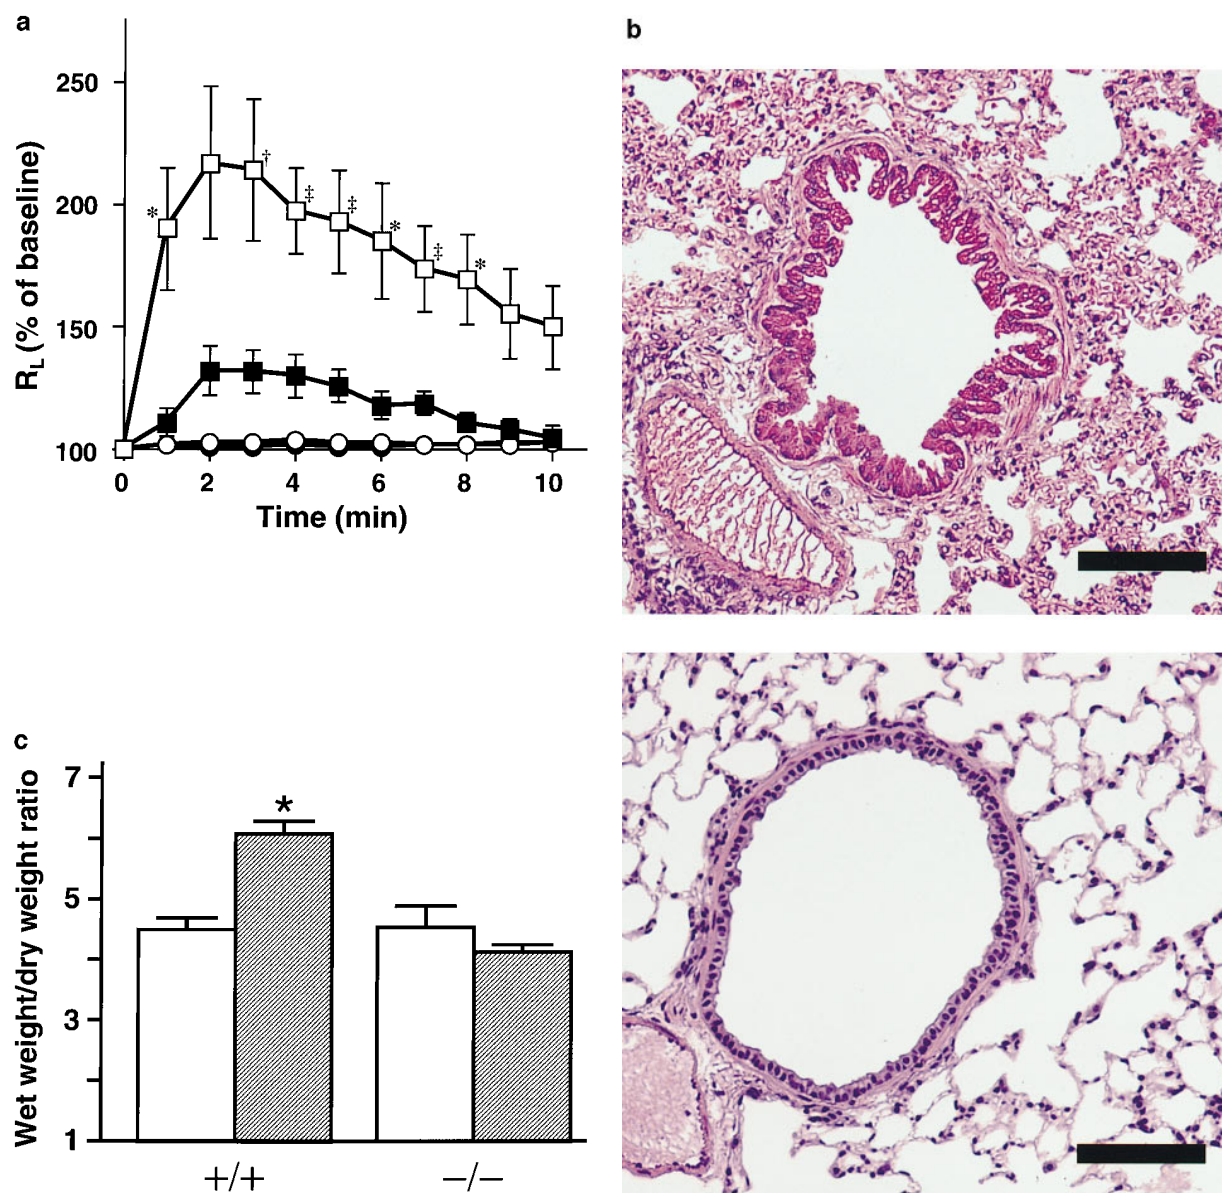 a
R_L (% of baseline)
250
200
150
100
* † ‡ ‡ * ‡ *
0 2 4 6 8 10
Time (min)
b
c
Wet weight/dry weight ratio
7
5
3
1
*
+/+ −/−